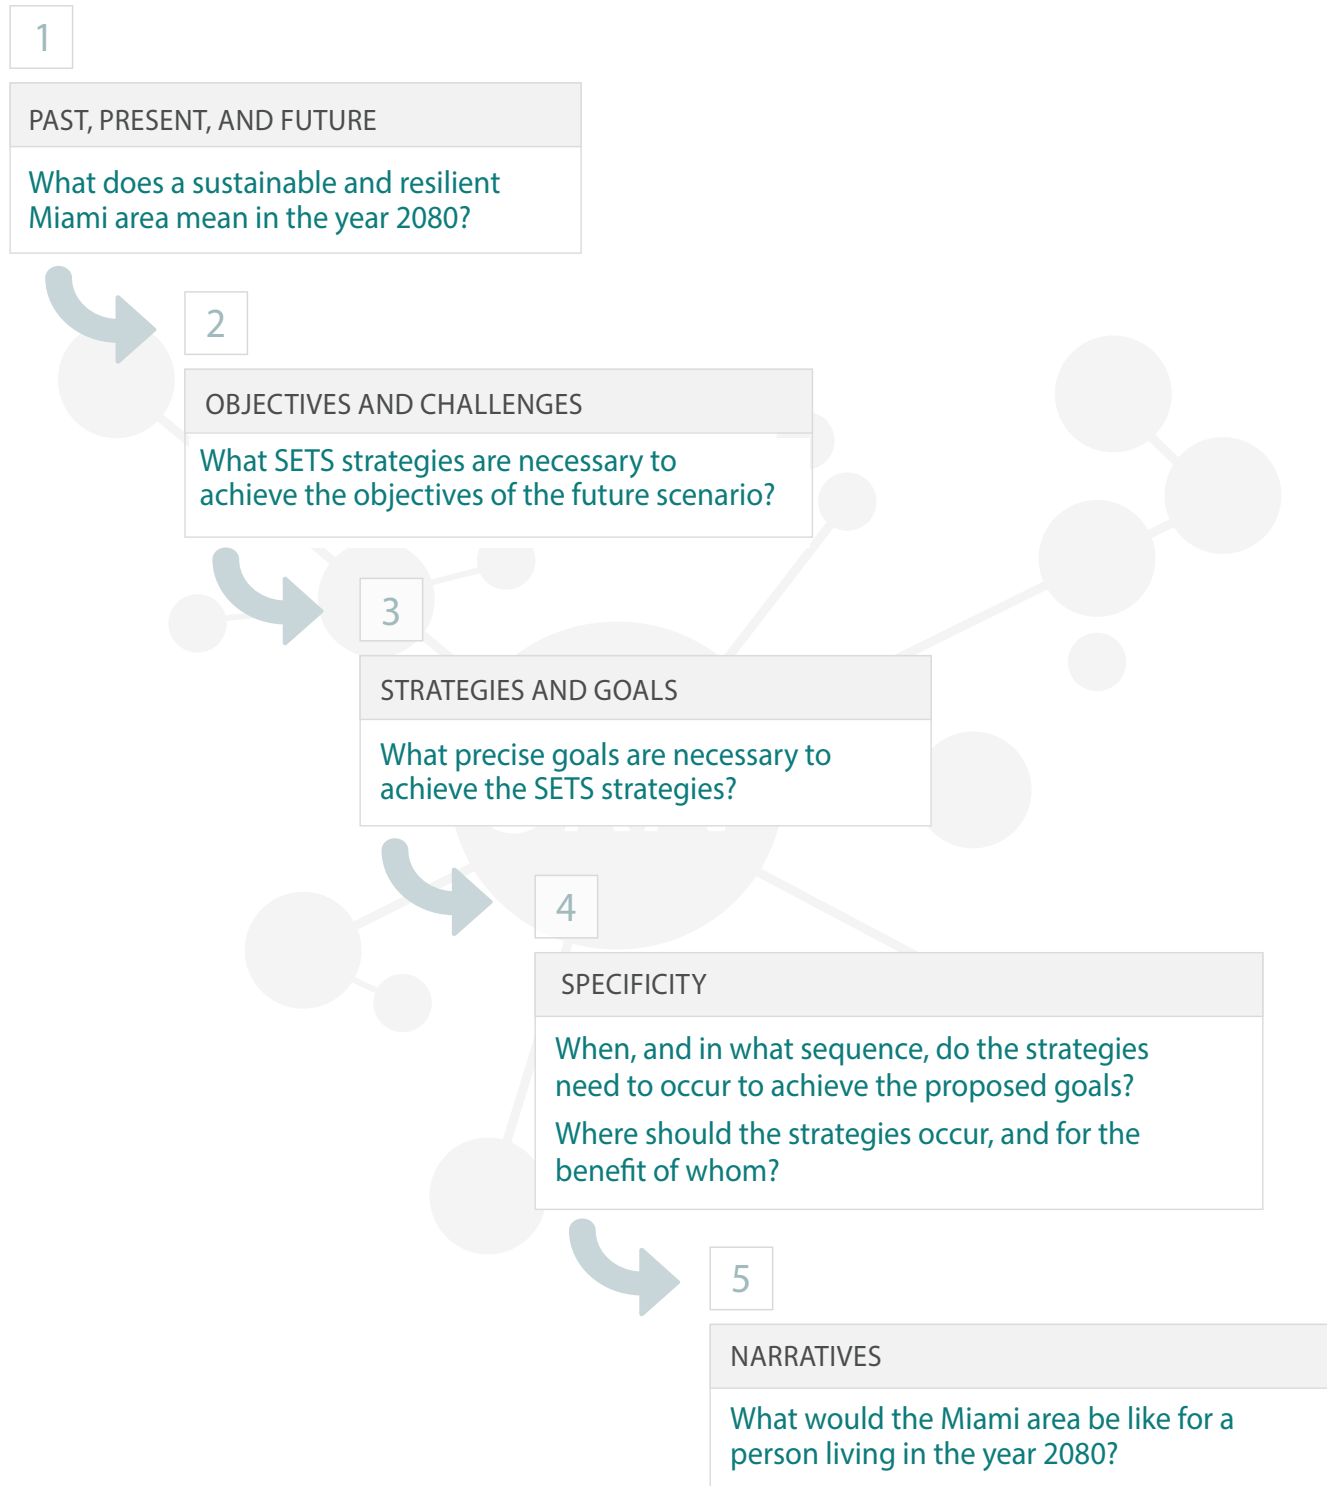 1
PAST, PRESENT, AND FUTURE
What does a sustainable and resilient
Miami area mean in the year 2080?
2
OBJECTIVES AND CHALLENGES
What SETS strategies are necessary to
achieve the objectives of the future scenario?
3
STRATEGIES AND GOALS
What precise goals are necessary to
achieve the SETS strategies?
4
SPECIFICITY
When, and in what sequence, do the strategies
need to occur to achieve the proposed goals?
Where should the strategies occur, and for the
benefit of whom?
5
NARRATIVES
What would the Miami area be like for a
person living in the year 2080?